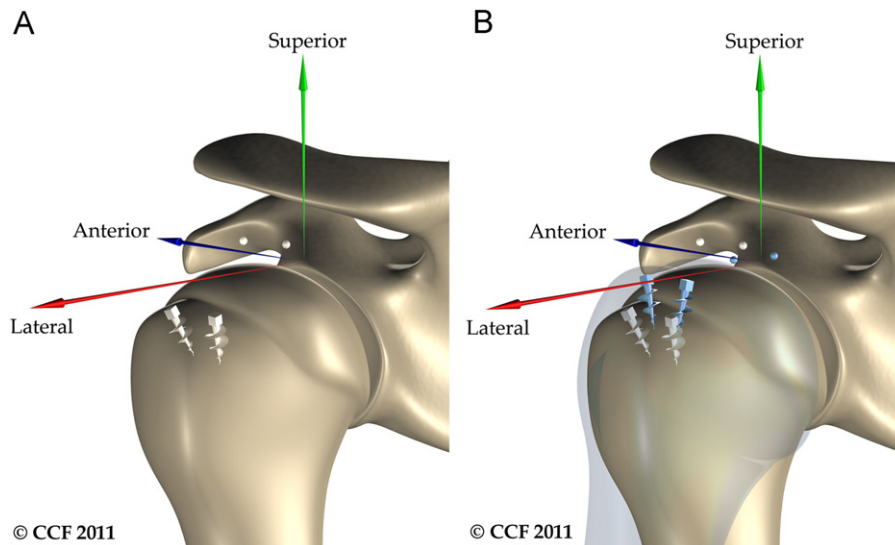 A
Superior
Anterior
Lateral
© CCF 2011
B
Superior
Anterior
Lateral
© CCF 2011